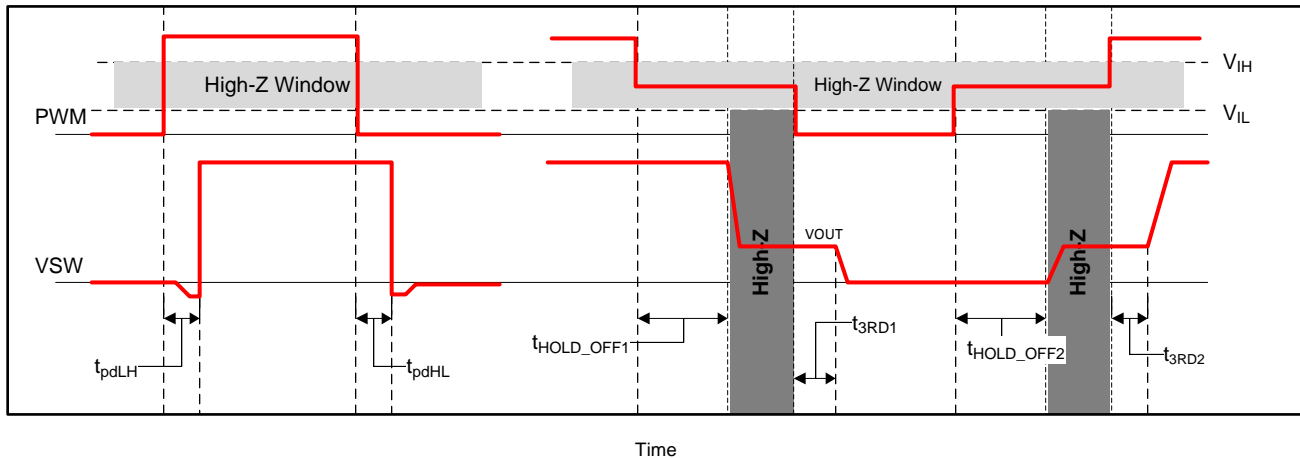 High-Z Window
High-Z Window
VIH
VIL
PWM
VSW
High-Z
VOUT
High-Z
tpdLH
tpdHL
tHOLD_OFF1
t3RD1
tHOLD_OFF2
t3RD2
Time